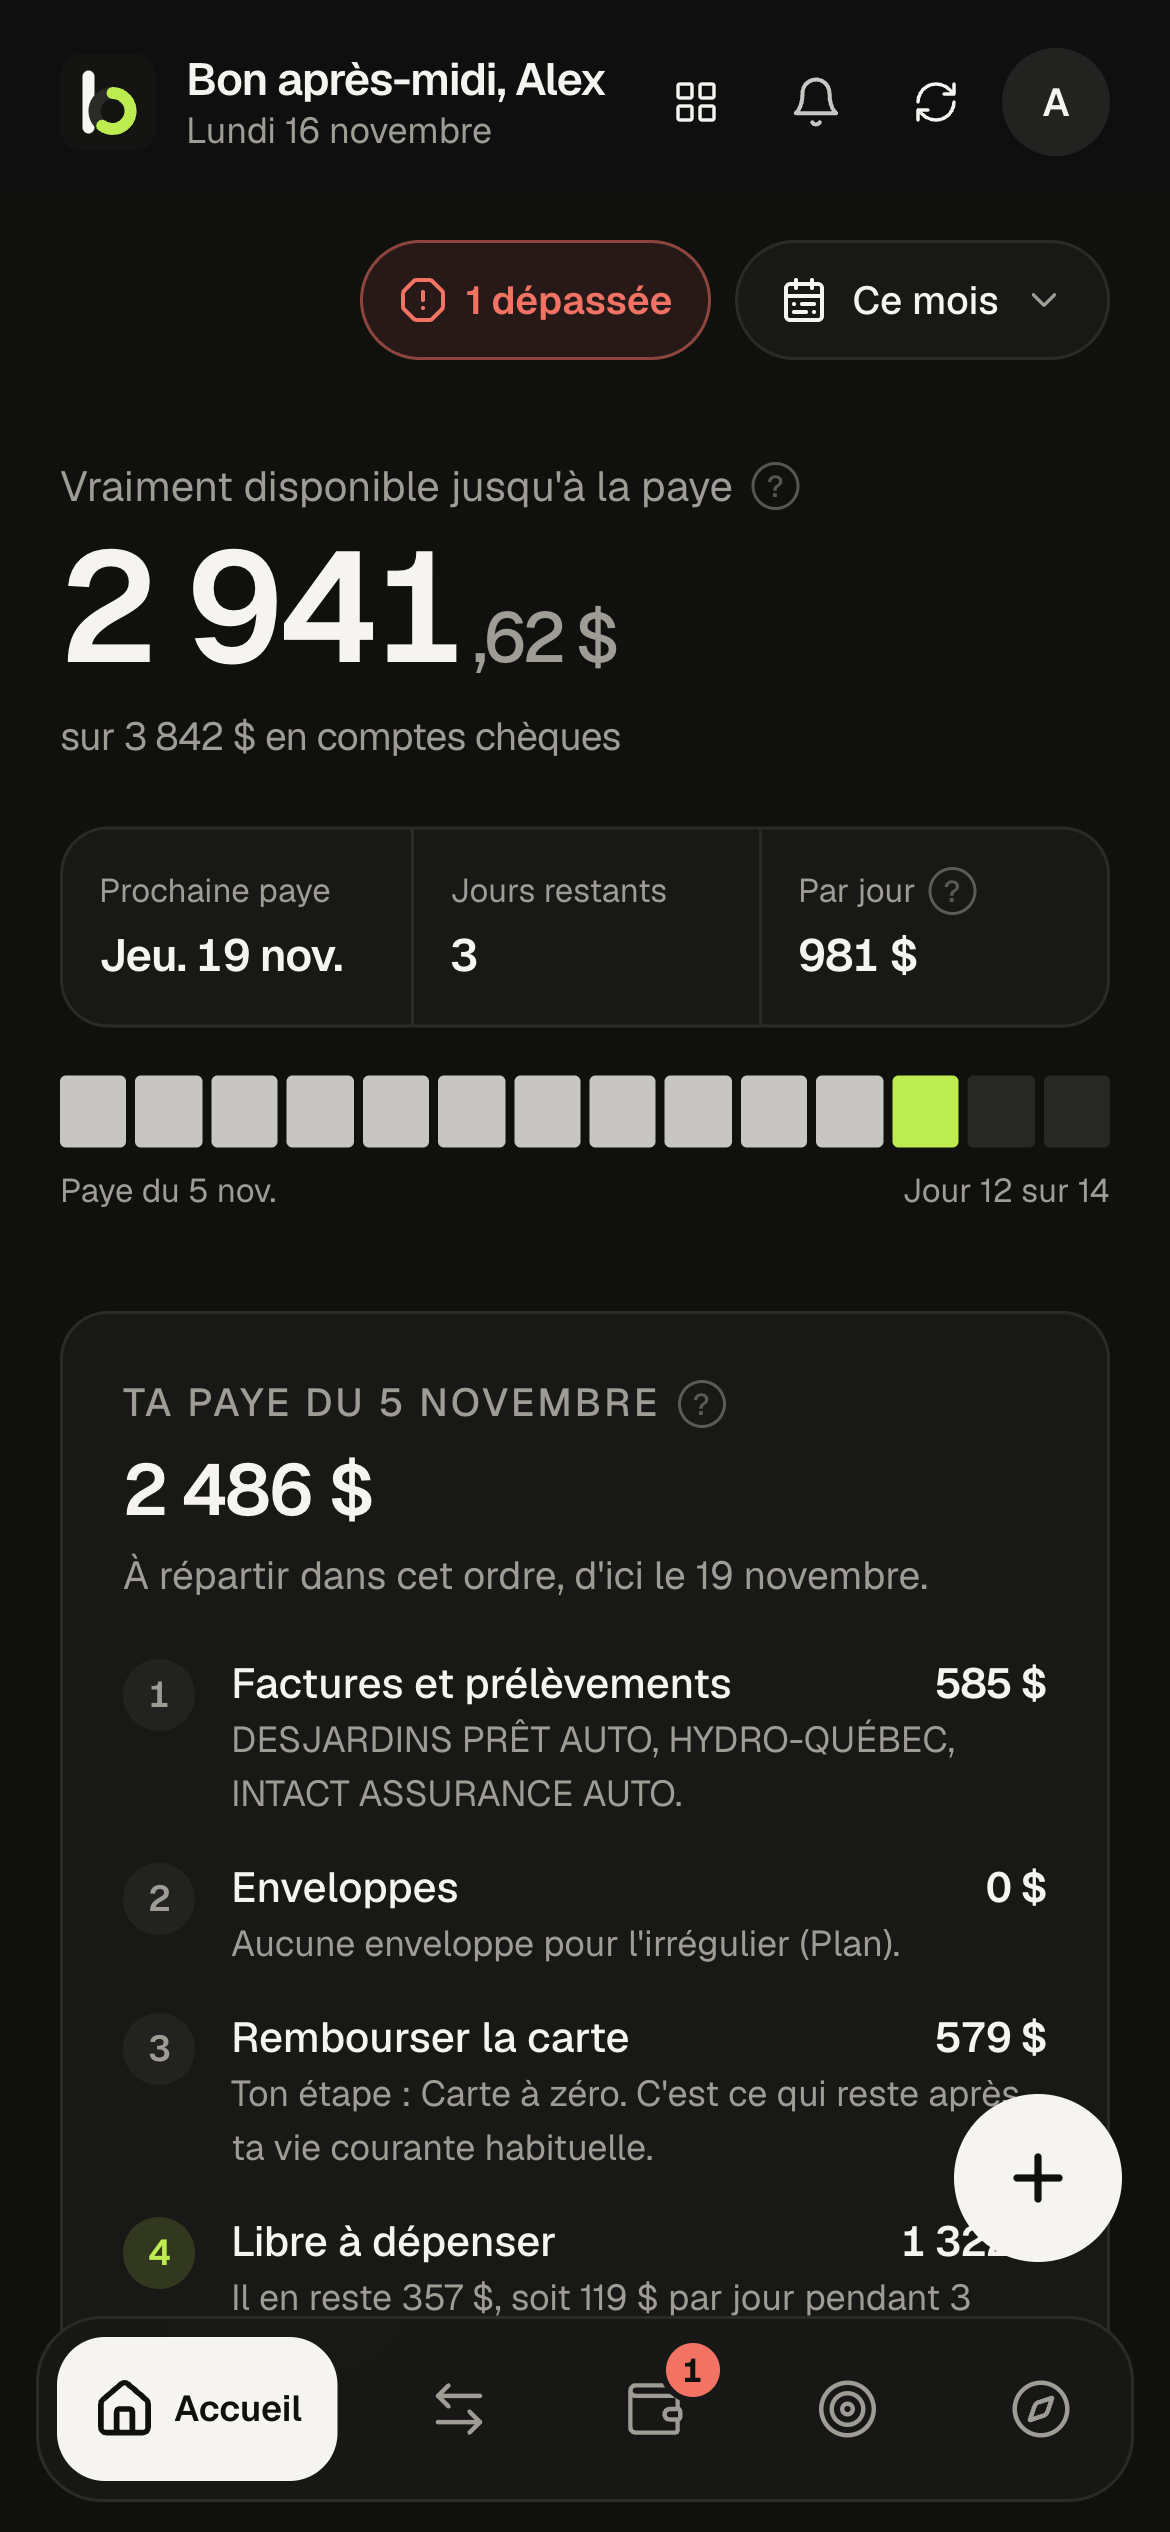 Bon après-midi, Alex
Lundi 16 novembre
A
1 dépassée
Ce mois
Vraiment disponible jusqu'à la paye ?
2 941,62 $
sur 3 842 $ en comptes chèques
Prochaine paye
Jeu. 19 nov.
Jours restants
3
Par jour ?
981 $
Paye du 5 nov.
Jour 12 sur 14
TA PAYE DU 5 NOVEMBRE ?
2 486 $
À répartir dans cet ordre, d'ici le 19 novembre.
1 Factures et prélèvements 585 $
DESJARDINS PRÊT AUTO, HYDRO-QUÉBEC,
INTACT ASSURANCE AUTO.
2 Enveloppes 0 $
Aucune enveloppe pour l'irrégulier (Plan).
3 Rembourser la carte 579 $
Ton étape : Carte à zéro. C'est ce qui reste après
ta vie courante habituelle.
4 Libre à dépenser
Il en reste 357 $, soit 119 $ par jour pendant 3
Accueil
1